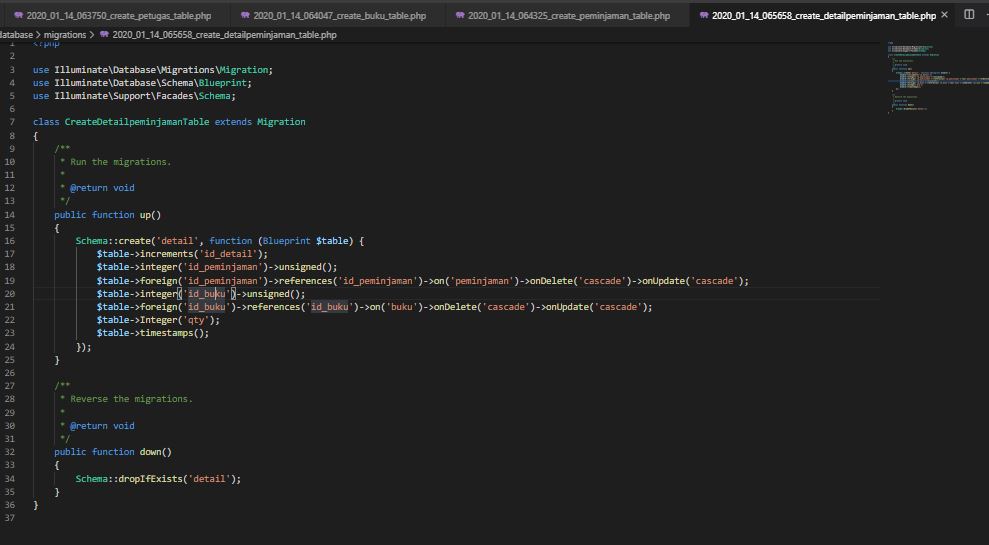 2020_01_14_063750_create_petugas_table.php
2020_01_14_064047_create_buku_table.php
2020_01_14_064325_create_peminjaman_table.php
2020_01_14_065658_create_detailpeminjaman_table.php ×
database > migrations > 2020_01_14_065658_create_detailpeminjaman_table.php
1 <?php
2
3 use Illuminate\Database\Migrations\Migration;
4 use Illuminate\Database\Schema\Blueprint;
5 use Illuminate\Support\Facades\Schema;
6
7 class CreateDetailpeminjamanTable extends Migration
8 {
9 /**
10 * Run the migrations.
11 *
12 * @return void
13 */
14 public function up()
15 {
16 Schema::create('detail', function (Blueprint $table) {
17 $table->increments('id_detail');
18 $table->integer('id_peminjaman')->unsigned();
19 $table->foreign('id_peminjaman')->references('id_peminjaman')->on('peminjaman')->onDelete('cascade')->onUpdate('cascade');
20 $table->integer('id_buku')->unsigned();
21 $table->foreign('id_buku')->references('id_buku')->on('buku')->onDelete('cascade')->onUpdate('cascade');
22 $table->Integer('qty');
23 $table->timestamps();
24 });
25 }
26
27 /**
28 * Reverse the migrations.
29 *
30 * @return void
31 */
32 public function down()
33 {
34 Schema::dropIfExists('detail');
35 }
36 }
37